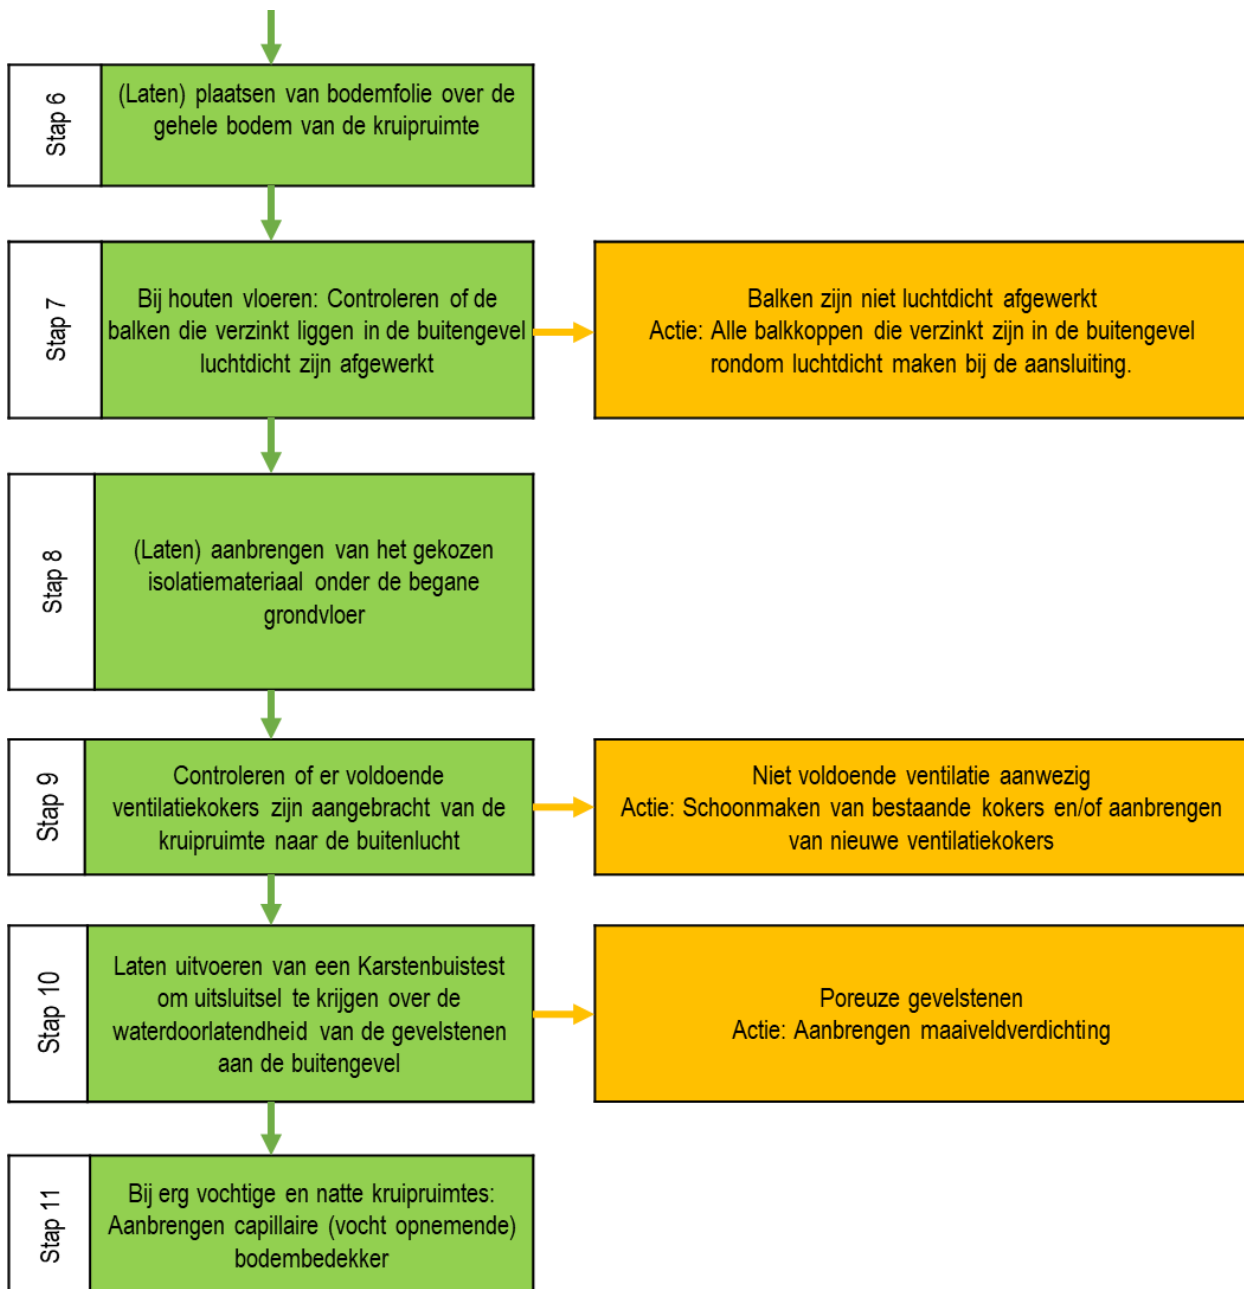 Stap 6
(Laten) plaatsen van bodemfolie over de
gehele bodem van de kruipruimte
Stap 7
Bij houten vloeren: Controleren of de
balken die verzinkt liggen in de buitengevel
luchtdicht zijn afgewerkt
Balken zijn niet luchtdicht afgewerkt
Actie: Alle balkkoppen die verzinkt zijn in de buitengevel
rondom luchtdicht maken bij de aansluiting.
Stap 8
(Laten) aanbrengen van het gekozen
isolatiemateriaal onder de begane
grondvloer
Stap 9
Controleren of er voldoende
ventilatiekokers zijn aangebracht van de
kruipruimte naar de buitenlucht
Niet voldoende ventilatie aanwezig
Actie: Schoonmaken van bestaande kokers en/of aanbrengen
van nieuwe ventilatiekokers
Stap 10
Laten uitvoeren van een Karstenbuistest
om uitsluitsel te krijgen over de
waterdoorlatendheid van de gevelstenen
aan de buitengevel
Poreuze gevelstenen
Actie: Aanbrengen maaiveldverdichting
Stap 11
Bij erg vochtige en natte kruipruimtes:
Aanbrengen capillaire (vocht opnemende)
bodembedekker